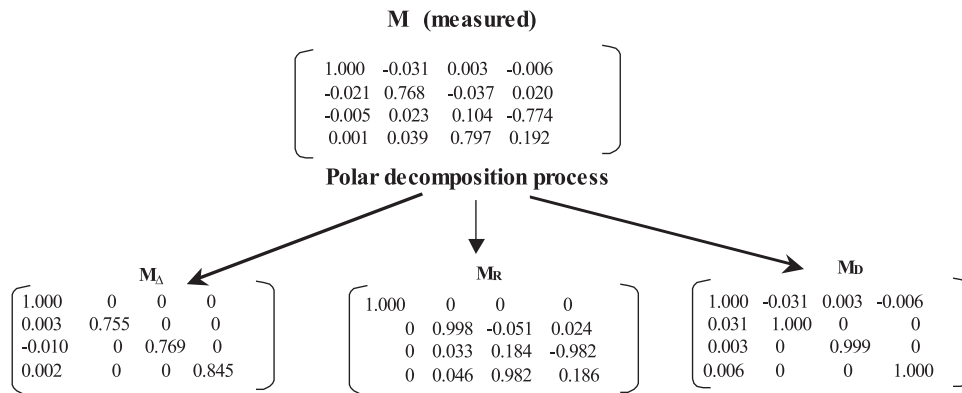 M (measured)
1.000 -0.031 0.003 -0.006
-0.021 0.768 -0.037 0.020
-0.005 0.023 0.104 -0.774
0.001 0.039 0.797 0.192
Polar decomposition process
MΔ
1.000 0 0 0
0.003 0.755 0 0
-0.010 0 0.769 0
0.002 0 0 0.845
MR
1.000 0 0 0
0 0.998 -0.051 0.024
0 0.033 0.184 -0.982
0 0.046 0.982 0.186
MD
1.000 -0.031 0.003 -0.006
0.031 1.000 0 0
0.003 0 0.999 0
0.006 0 0 1.000